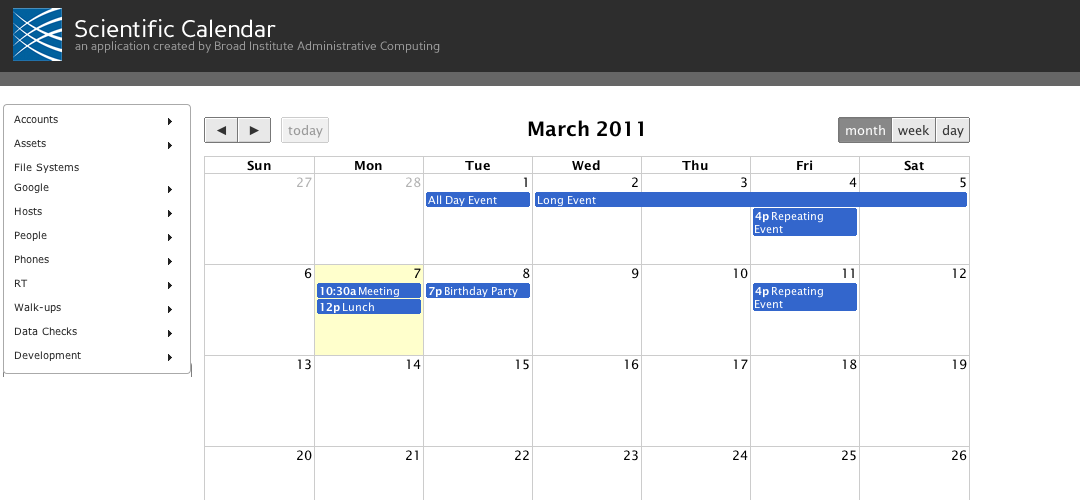 Scientific Calendar
an application created by Broad Institute Administrative Computing
Accounts
Assets
File Systems
Google
Hosts
People
Phones
RT
Walk-ups
Data Checks
Development
today
March 2011
month week day
Sun Mon Tue Wed Thu Fri Sat
27 28 1 2 3 4 5
All Day Event Long Event
4p Repeating
Event
6 7 8 9 10 11 12
10:30a Meeting 7p Birthday Party 4p Repeating
12p Lunch Event
13 14 15 16 17 18 19
20 21 22 23 24 25 26